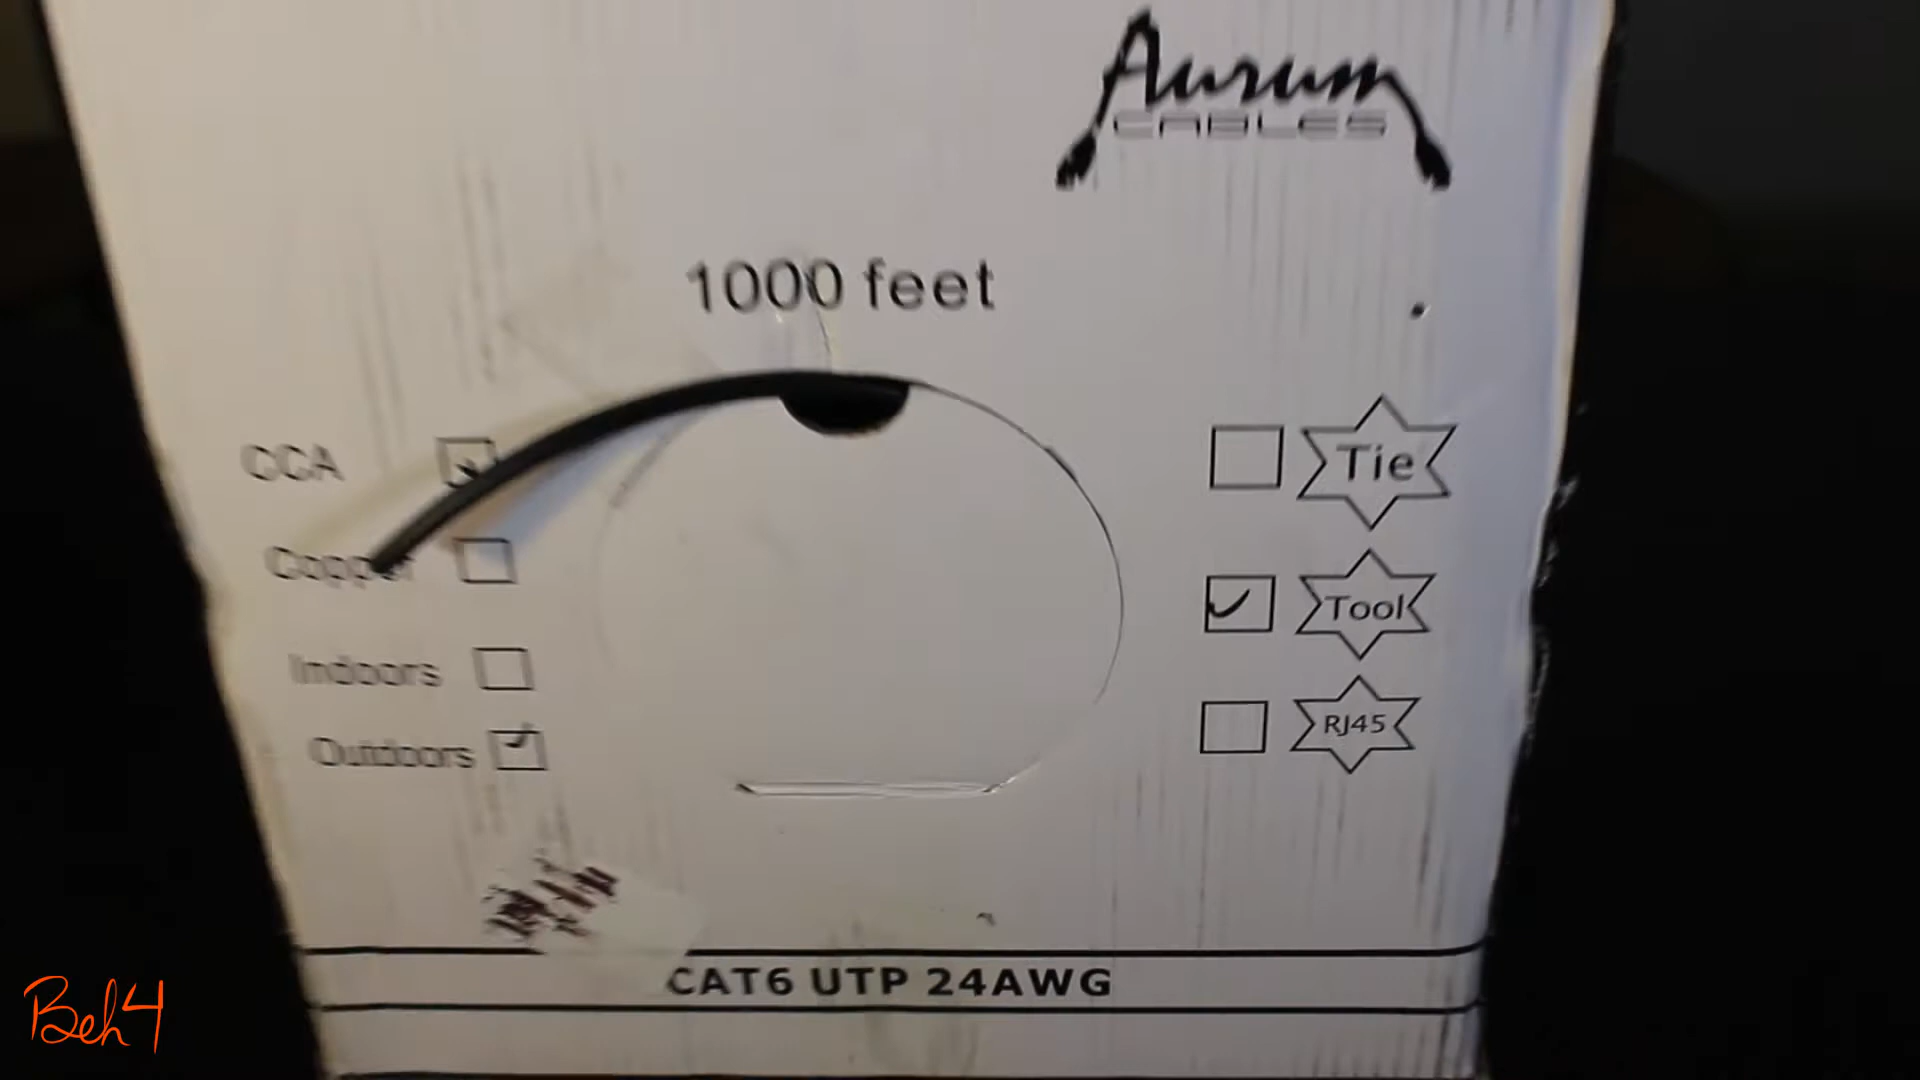 Aurum
CABLES
1000 feet
CCA
Copper
Indoors
Outdoors
Tie
Tool
RJ45
CAT6 UTP 24AWG
Beh4